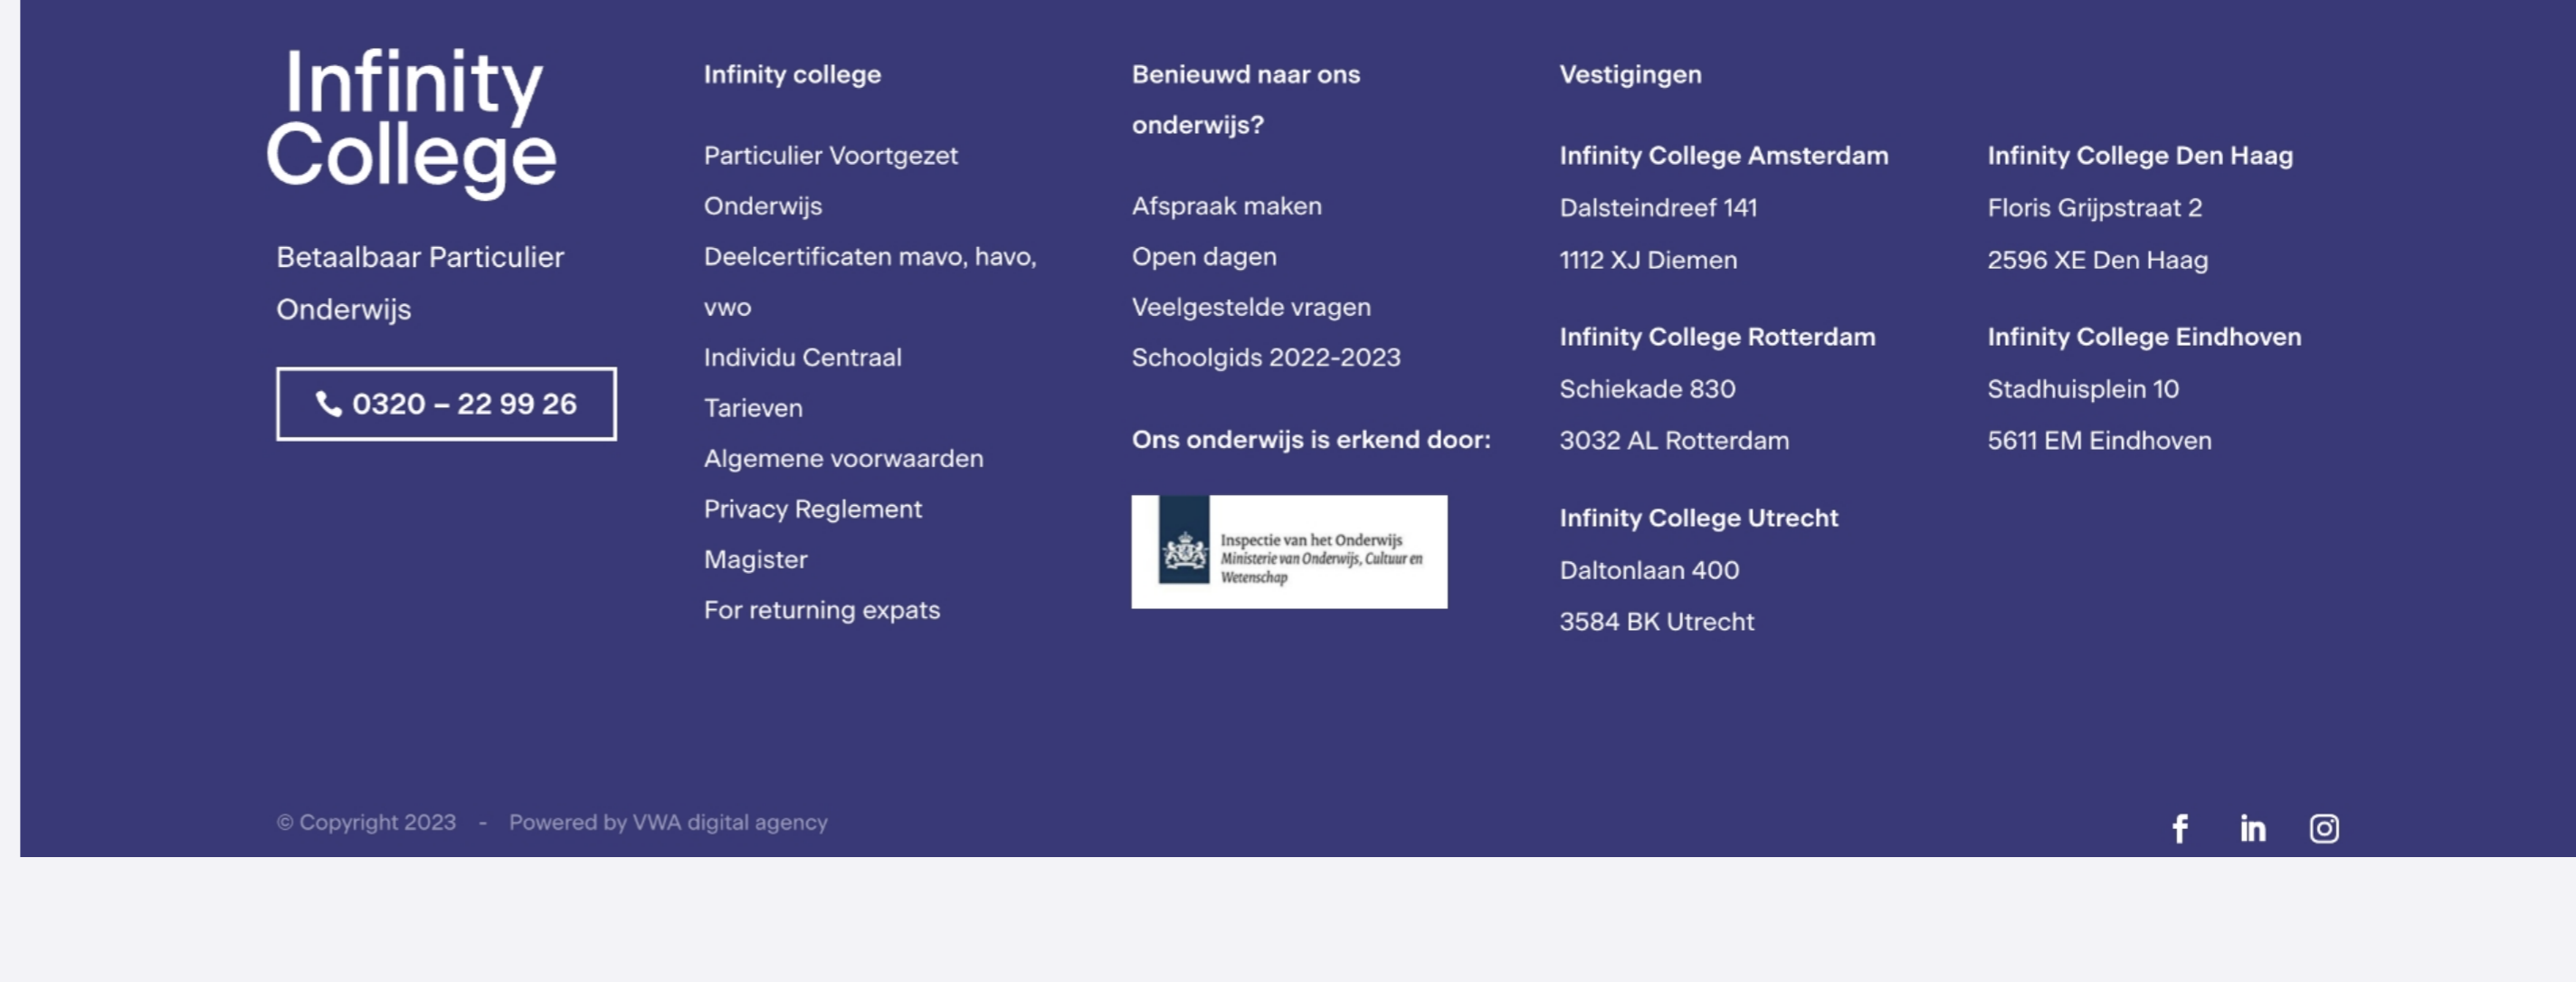 Infinity
College
Betaalbaar Particulier
Onderwijs
0320 – 22 99 26
Infinity college
Particulier Voortgezet
Onderwijs
Deelcertificaten mavo, havo,
vwo
Individu Centraal
Tarieven
Algemene voorwaarden
Privacy Reglement
Magister
For returning expats
Benieuwd naar ons
onderwijs?
Afspraak maken
Open dagen
Veelgestelde vragen
Schoolgids 2022-2023
Ons onderwijs is erkend door:
Inspectie van het Onderwijs
Ministerie van Onderwijs, Cultuur en
Wetenschap
Vestigingen
Infinity College Amsterdam
Dalsteindreef 141
1112 XJ Diemen
Infinity College Rotterdam
Schiekade 830
3032 AL Rotterdam
Infinity College Utrecht
Daltonlaan 400
3584 BK Utrecht
Infinity College Den Haag
Floris Grijpstraat 2
2596 XE Den Haag
Infinity College Eindhoven
Stadhuisplein 10
5611 EM Eindhoven
© Copyright 2023 - Powered by VWA digital agency